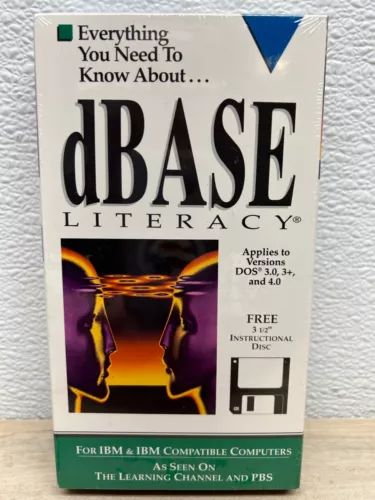 Everything
You Need To
Know About...
dBASE
LITERACY®
Applies to
Versions
DOS® 3.0, 3+,
and 4.0
FREE
3 1/2"
INSTRUCTIONAL
DISC
FOR IBM & IBM COMPATIBLE COMPUTERS
AS SEEN ON
THE LEARNING CHANNEL AND PBS